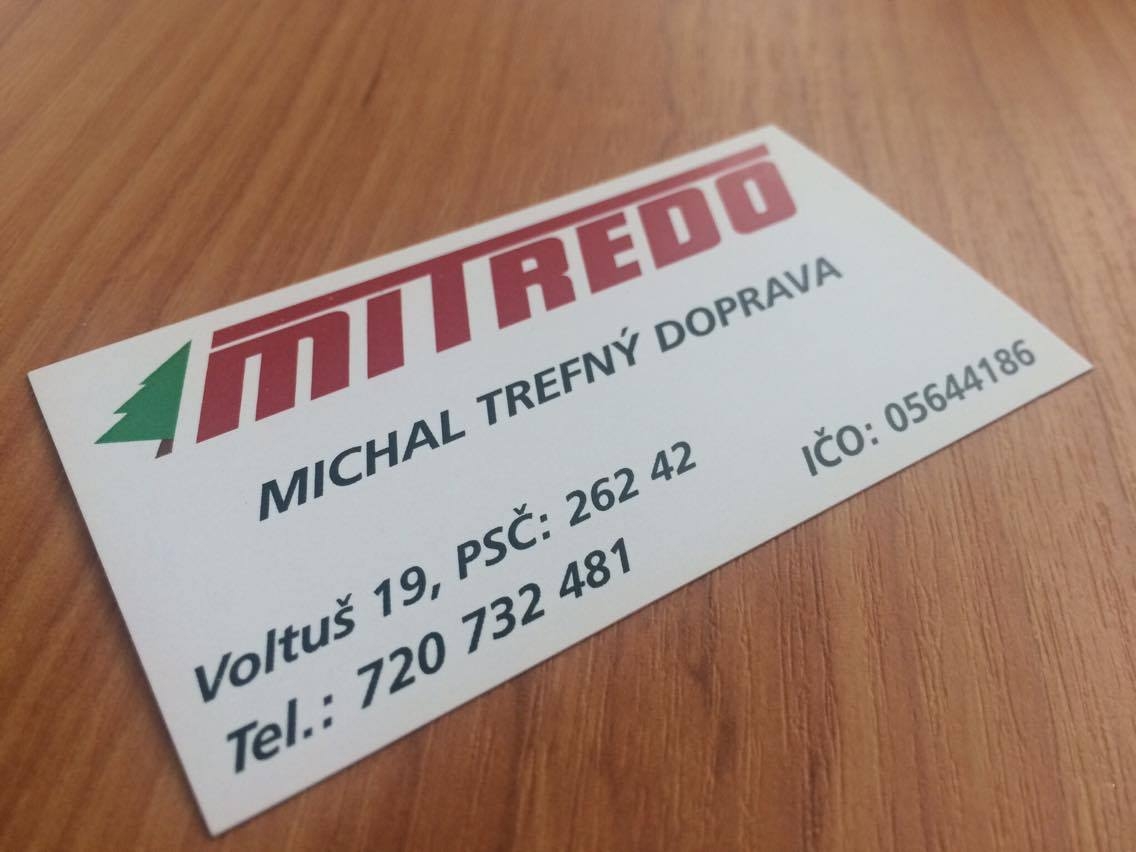 MITREDO
MICHAL TREFNÝ DOPRAVA
Voltuš 19, PSČ: 262 42 IČO: 05644186
Tel.: 720 732 481